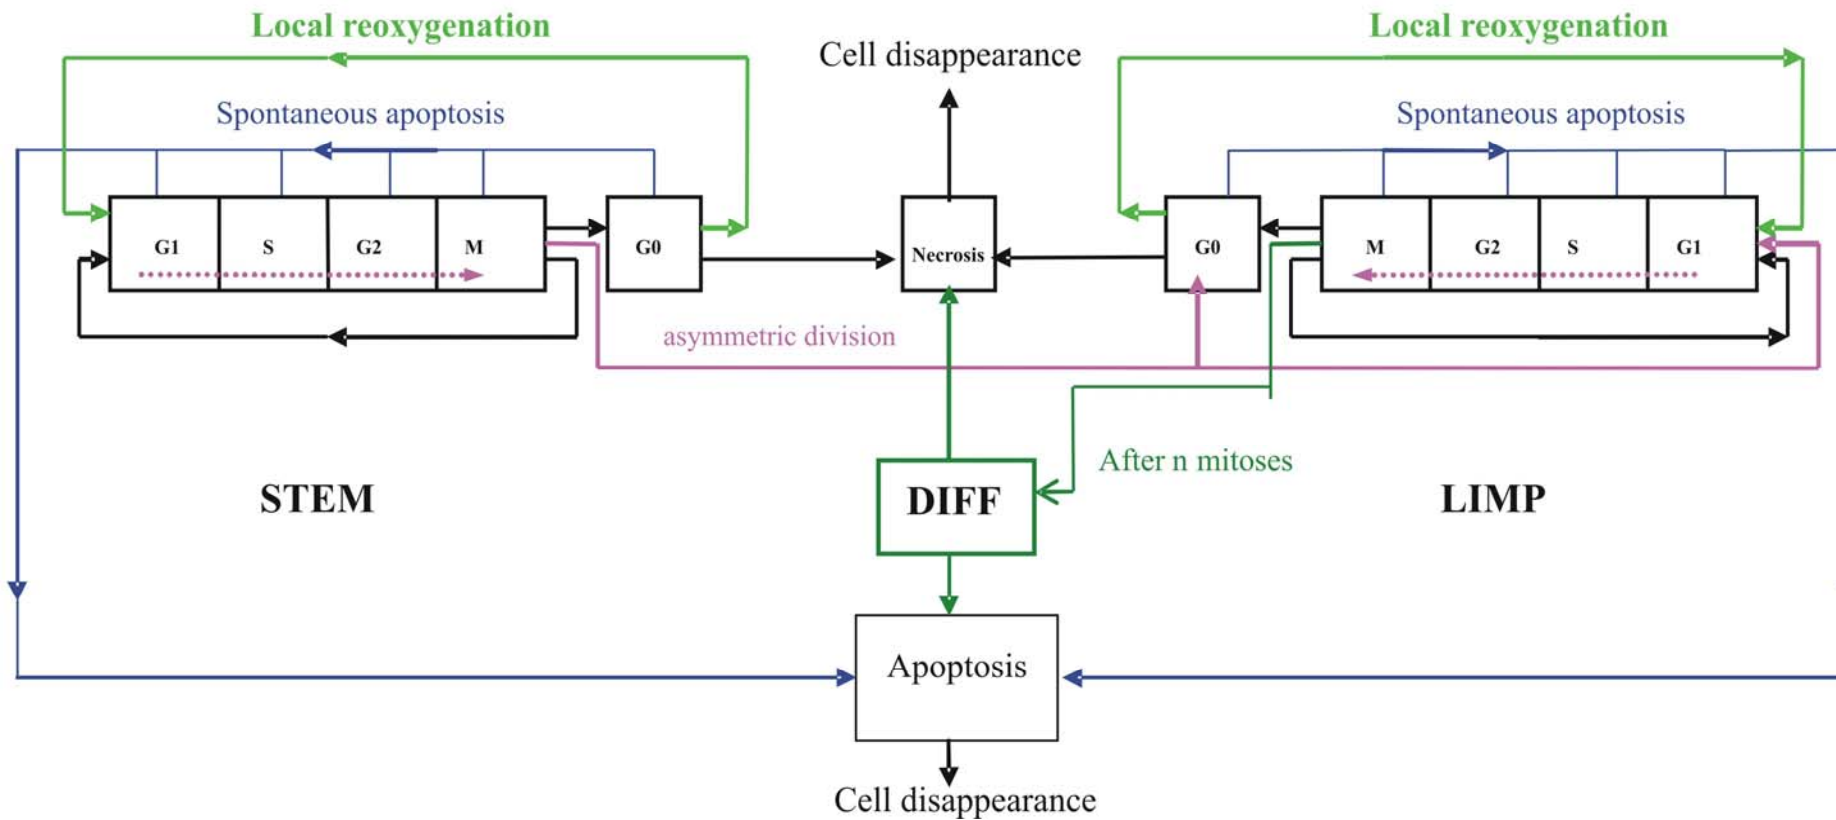 Local reoxygenation
Local reoxygenation
Cell disappearance
Spontaneous apoptosis
Spontaneous apoptosis
G1 S G2 M G0 Necrosis G0 M G2 S G1
asymmetric division
After n mitoses
STEM DIFF LIMP
Apoptosis
Cell disappearance